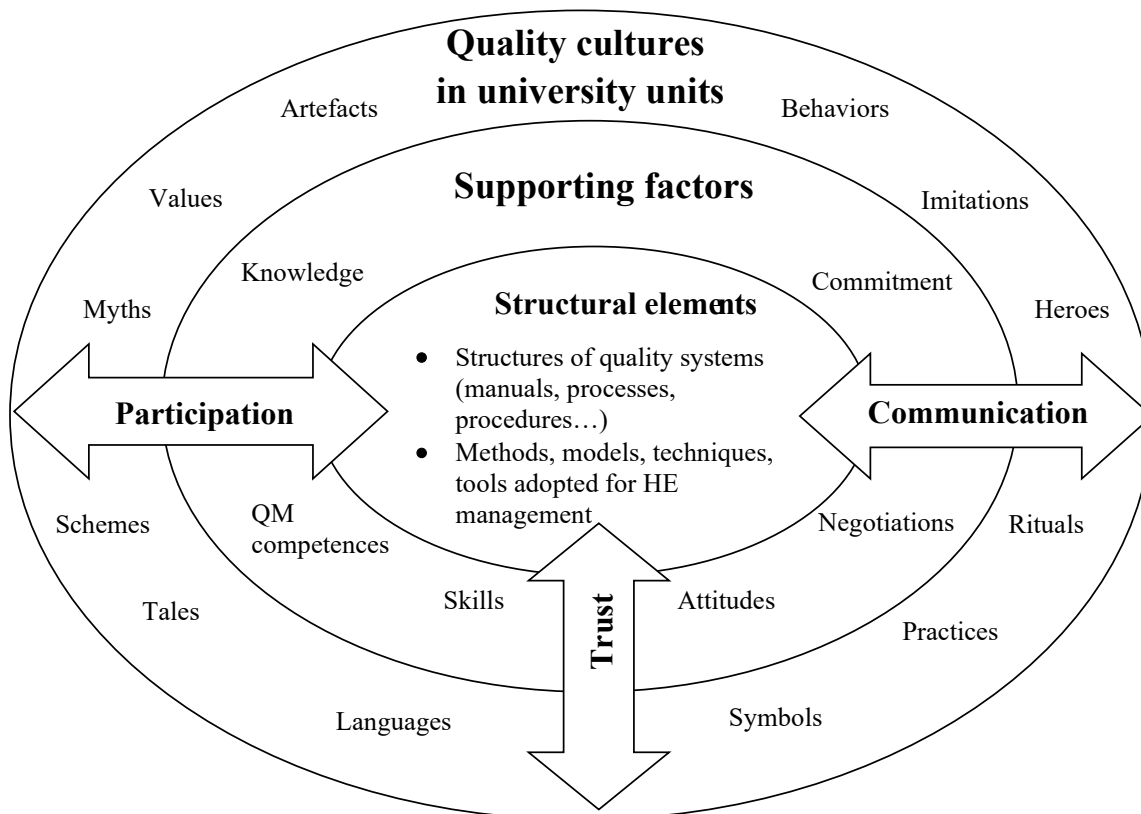 Quality cultures
in university units
Artefacts
Behaviors
Values
Supporting factors
Imitations
Knowledge
Commitment
Myths
Structural elements
Heroes
• Structures of quality systems
(manuals, processes,
procedures…)
Participation
Communication
• Methods, models, techniques,
tools adopted for HE
management
Schemes
QM
competences
Negotiations
Rituals
Skills
Attitudes
Tales
Trust
Practices
Languages
Symbols